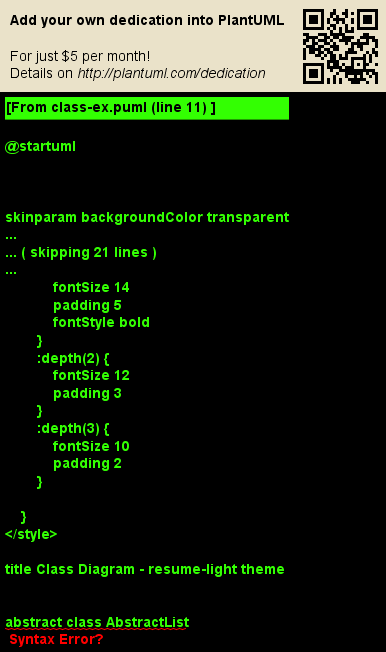 Add your own dedication into PlantUML
For just $5 per month!
Details on http://plantuml.com/dedication
[From class-ex.puml (line 11) ]
@startuml
skinparam backgroundColor transparent
...
... ( skipping 21 lines )
...
fontSize 14
padding 5
fontStyle bold
}
:depth(2) {
fontSize 12
padding 3
}
:depth(3) {
fontSize 10
padding 2
}
}
</style>
title Class Diagram - resume-light theme
abstract class AbstractList
Syntax Error?